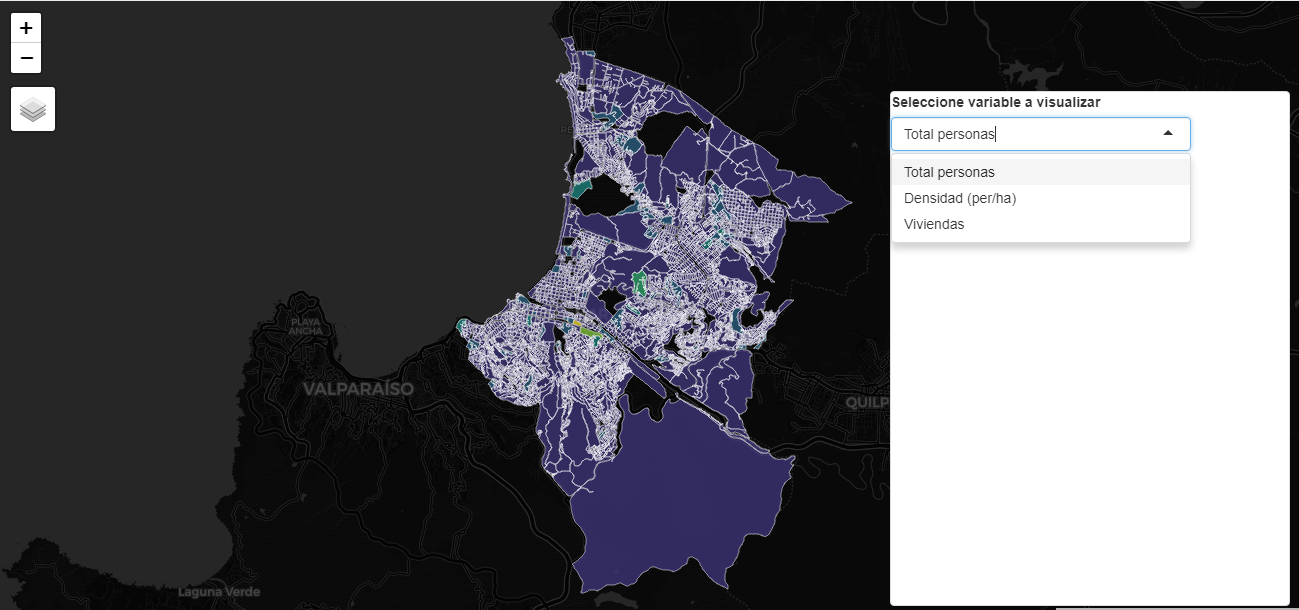 +
−
Seleccione variable a visualizar
Total personas
Total personas
Densidad (per/ha)
Viviendas
PLAYA
ANCHA
VALPARAÍSO
QUILP
Laguna Verde